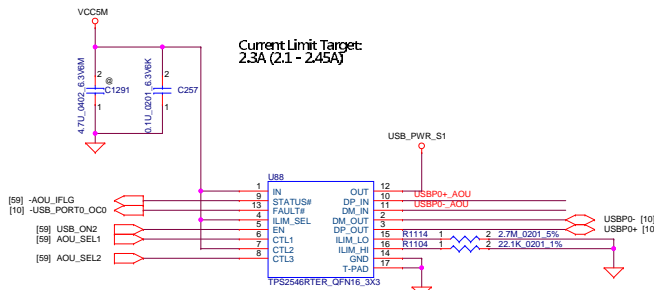 VCC5M
Current Limit Target:
2.3A (2.1 - 2.45A)
2
@
C1291
1
4.7U_0402_6.3V6M
2
C257
1
0.1U_0201_6.3V6K
USB_PWR_S1
U88
[59] -AOU_IFLG
[10] -USB_PORT0_OC0
[59] USB_ON2
[59] AOU_SEL1
[59] AOU_SEL2
1 IN OUT 12
9 STATUS# DP_IN 10 USBP0+_AOU
13 FAULT# DM_IN 11 USBP0-_AOU
4 ILIM_SEL DM_OUT 2 USBP0- [10]
5 EN DP_OUT 3 USBP0+ [10
6 CTL1 ILIM_LO 15 R1114 1 2 2.7M_0201_5%
7 CTL2 ILIM_HI 16 R1104 1 2 22.1K_0201_1%
8 CTL3 GND 14
T-PAD 17
TPS2546RTER_QFN16_3X3